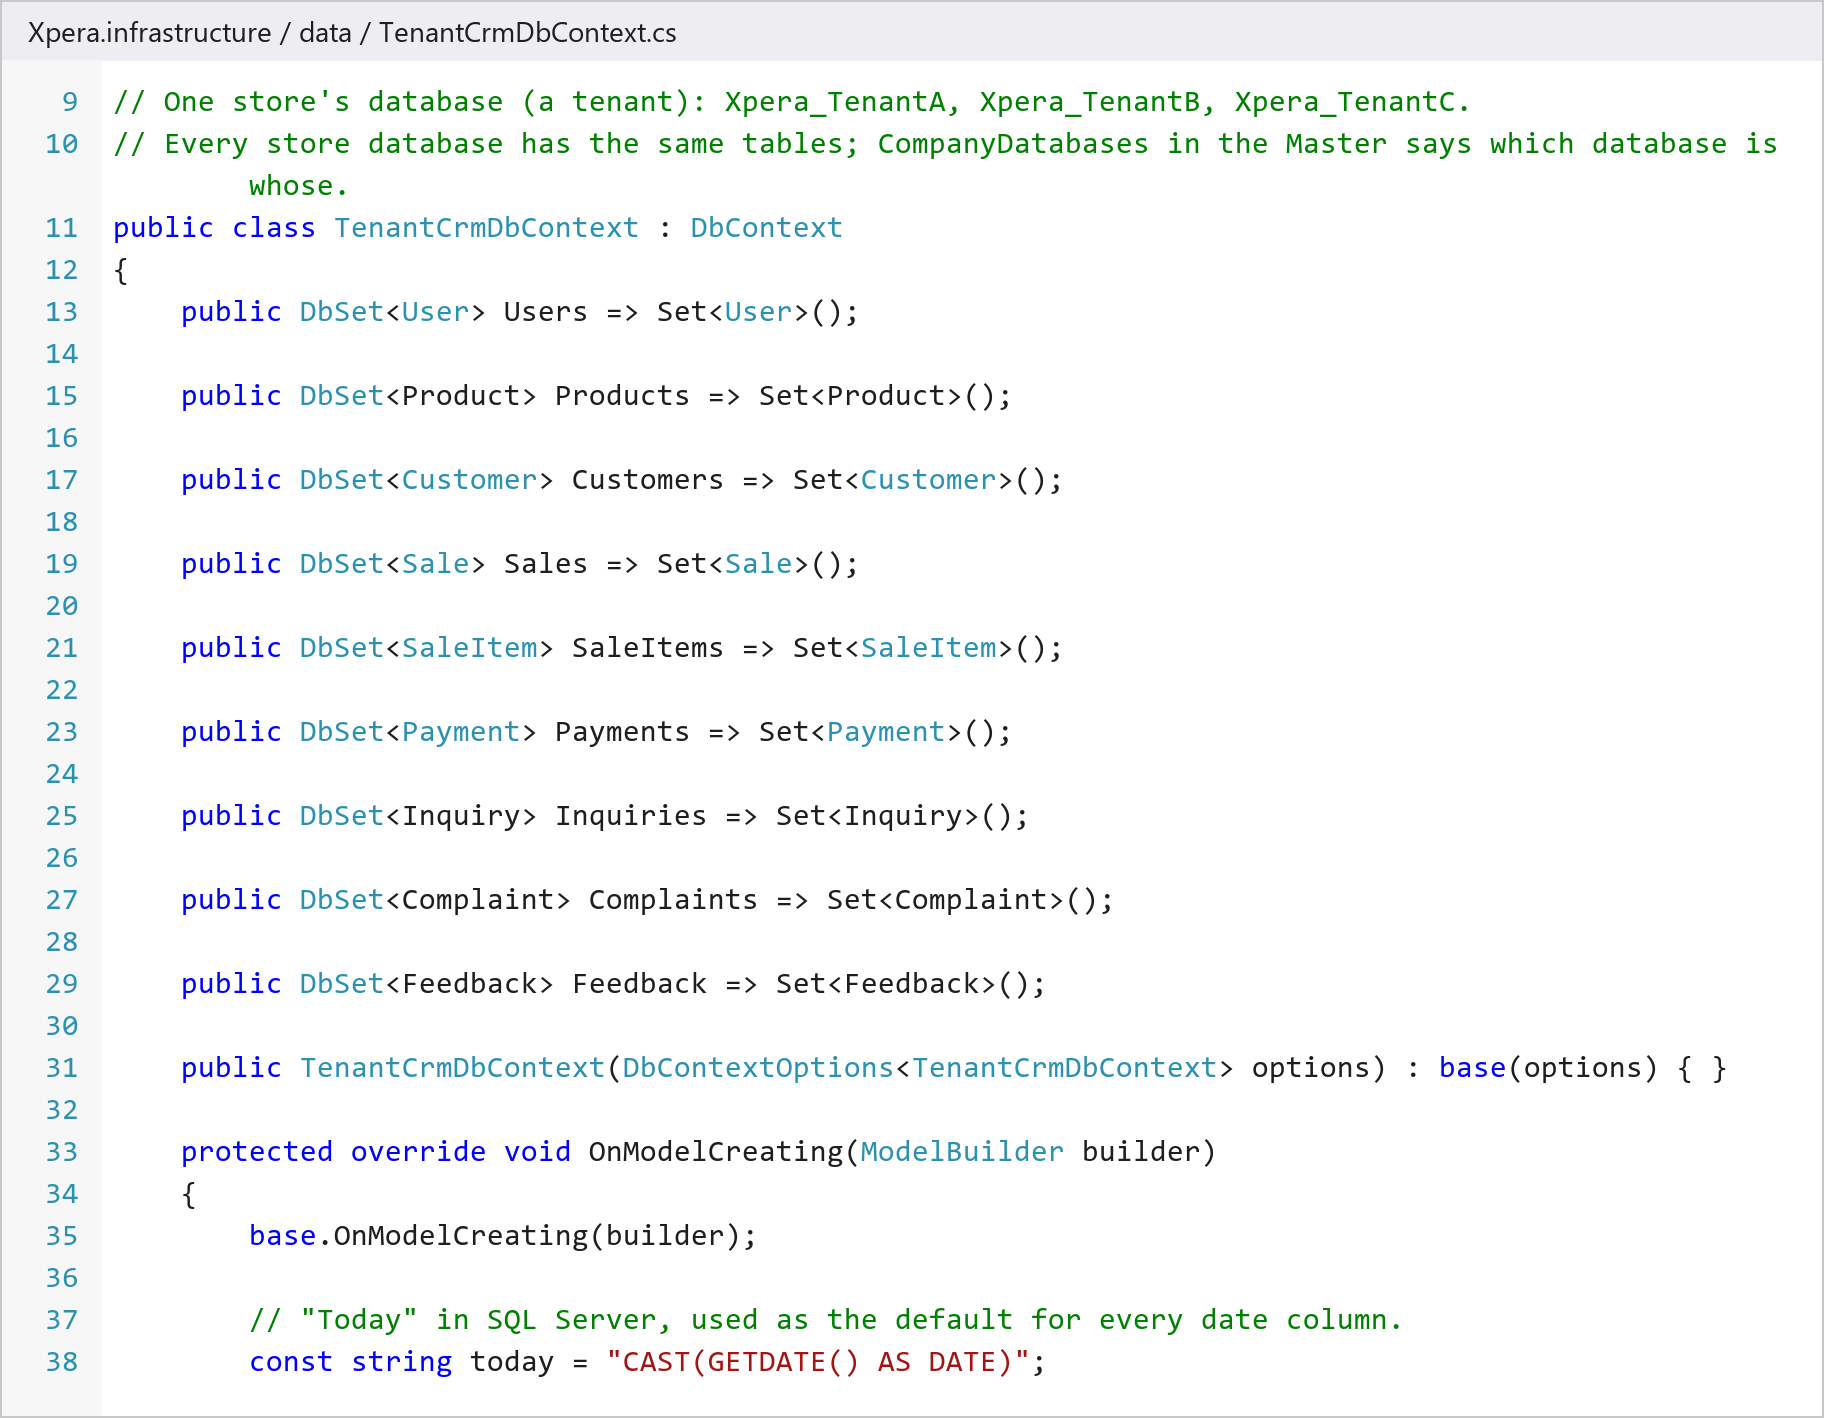 Xpera.infrastructure / data / TenantCrmDbContext.cs
9 // One store's database (a tenant): Xpera_TenantA, Xpera_TenantB, Xpera_TenantC.
10 // Every store database has the same tables; CompanyDatabases in the Master says which database is
whose.
11 public class TenantCrmDbContext : DbContext
12 {
13     public DbSet<User> Users => Set<User>();
14
15     public DbSet<Product> Products => Set<Product>();
16
17     public DbSet<Customer> Customers => Set<Customer>();
18
19     public DbSet<Sale> Sales => Set<Sale>();
20
21     public DbSet<SaleItem> SaleItems => Set<SaleItem>();
22
23     public DbSet<Payment> Payments => Set<Payment>();
24
25     public DbSet<Inquiry> Inquiries => Set<Inquiry>();
26
27     public DbSet<Complaint> Complaints => Set<Complaint>();
28
29     public DbSet<Feedback> Feedback => Set<Feedback>();
30
31     public TenantCrmDbContext(DbContextOptions<TenantCrmDbContext> options) : base(options) { }
32
33     protected override void OnModelCreating(ModelBuilder builder)
34     {
35         base.OnModelCreating(builder);
36
37         // "Today" in SQL Server, used as the default for every date column.
38         const string today = "CAST(GETDATE() AS DATE)";